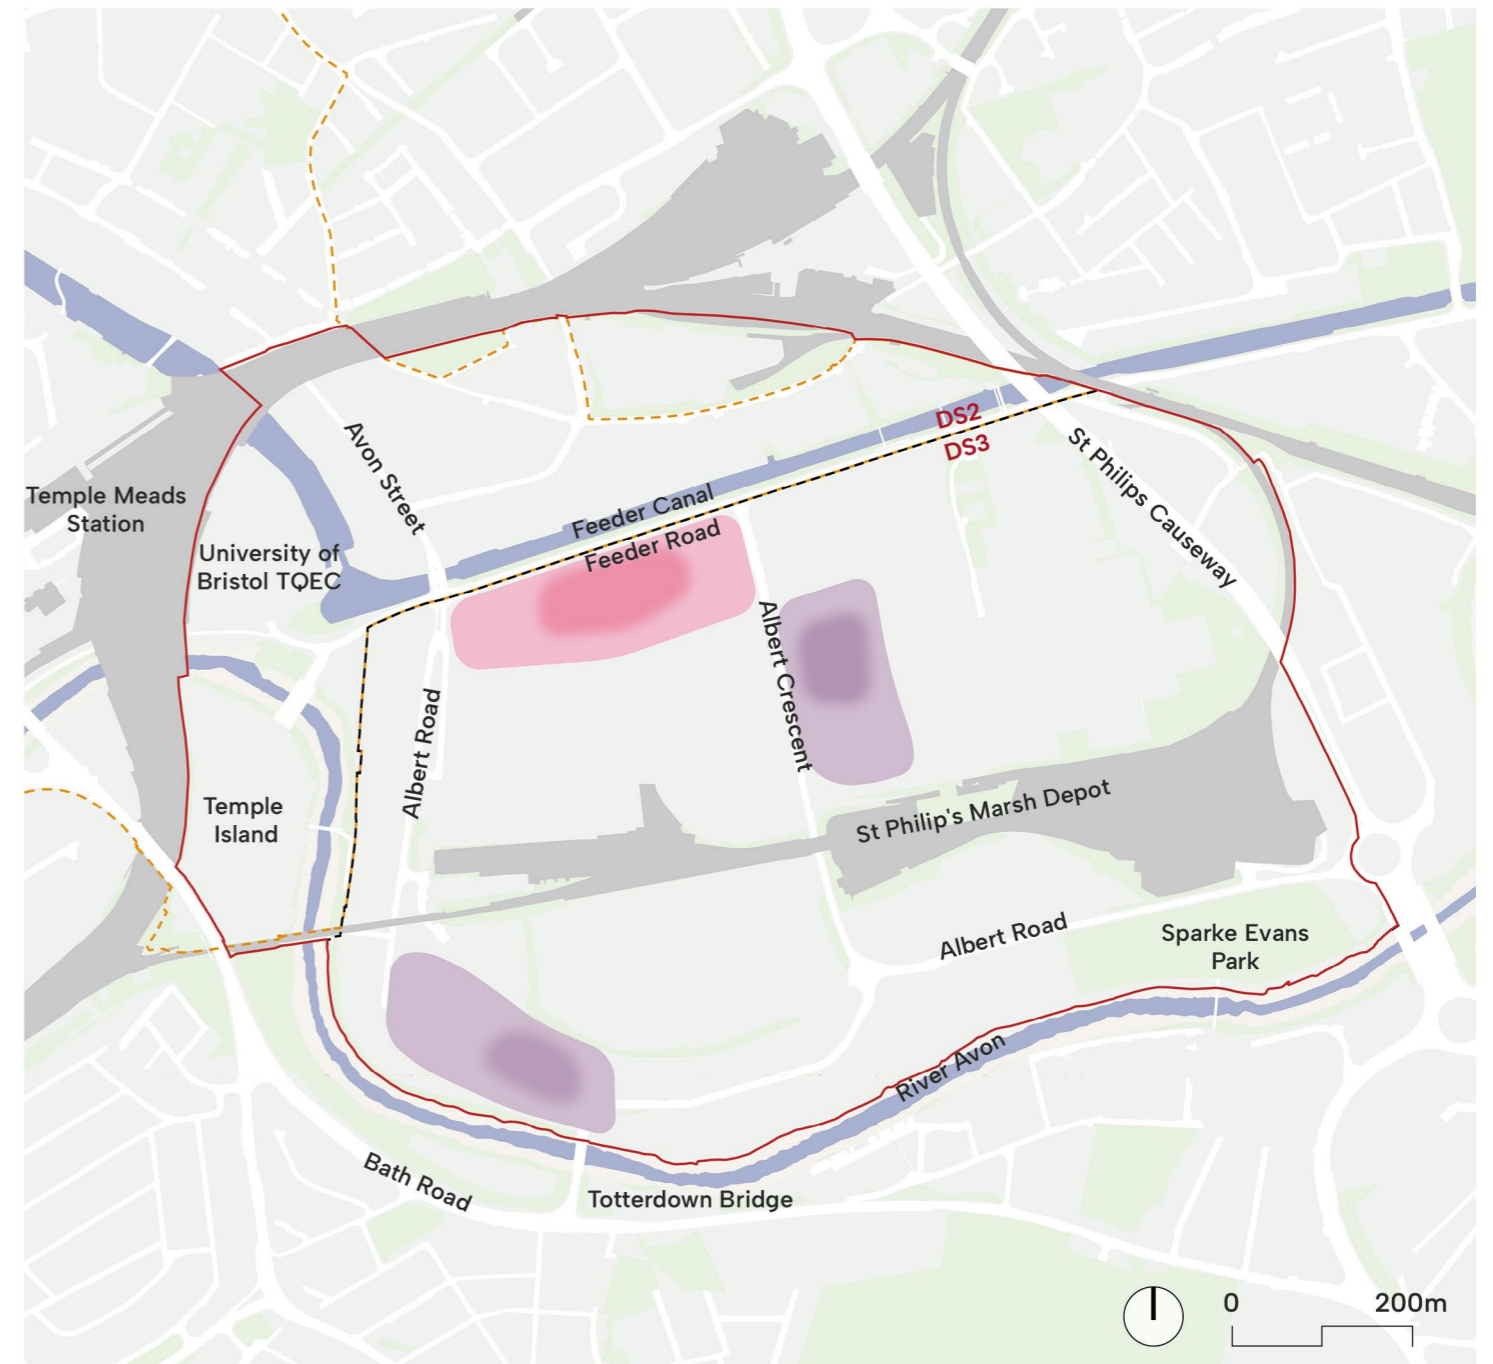 DS2
DS3
Avon Street
St Philips Causeway
Temple Meads
Station
Feeder Canal
Feeder Road
University of
Bristol TQEC
Albert Crescent
Albert Road
Temple
Island
St Philip's Marsh Depot
Albert Road
Sparke Evans
Park
River Avon
Bath Road
Totterdown Bridge
0 200m